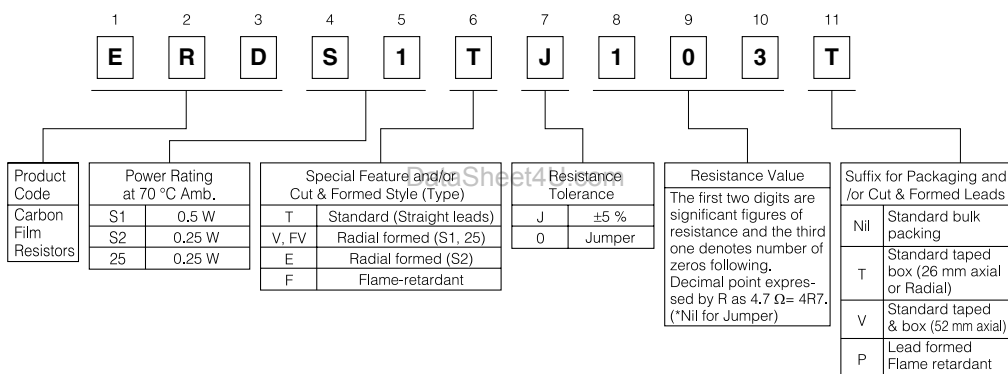 1 2 3 4 5 6 7 8 9 10 11
E R D S 1 T J 1 0 3 T
Product
Code
Carbon
Film
Resistors
Power Rating
at 70 °C Amb.
S1 0.5 W
S2 0.25 W
25 0.25 W
Special Feature and/or
Cut & Formed Style (Type)
T Standard (Straight leads)
V, FV Radial formed (S1, 25)
E Radial formed (S2)
F Flame-retardant
DataSheet4U.com
Resistance
Tolerance
J ±5 %
0 Jumper
Resistance Value
The first two digits are
significant figures of
resistance and the third
one denotes number of
zeros following.
Decimal point expres-
sed by R as 4.7 Ω= 4R7.
(*Nil for Jumper)
Suffix for Packaging and
/or Cut & Formed Leads
Nil Standard bulk
packing
T Standard taped
box (26 mm axial
or Radial)
V Standard taped
& box (52 mm axial)
P Lead formed
Flame retardant